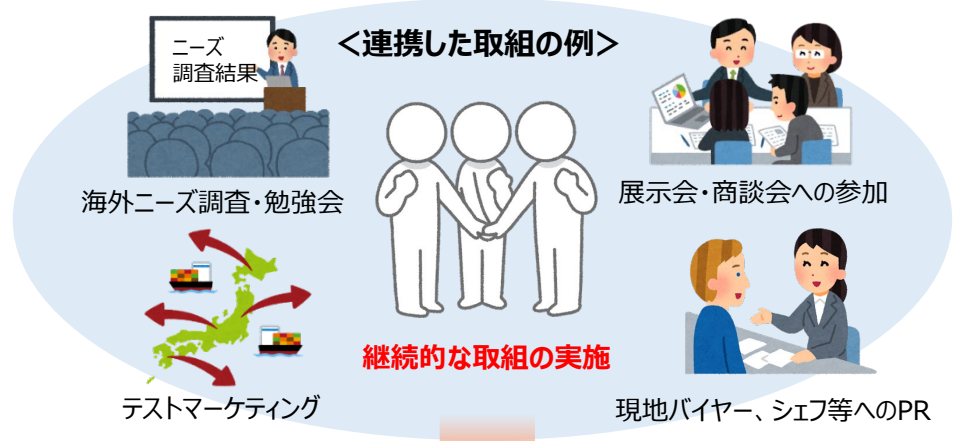 ＜連携した取組の例＞
ニーズ
調査結果
海外ニーズ調査・勉強会
展示会・商談会への参加
継続的な取組の実施
テストマーケティング
現地バイヤー、シェフ等へのPR